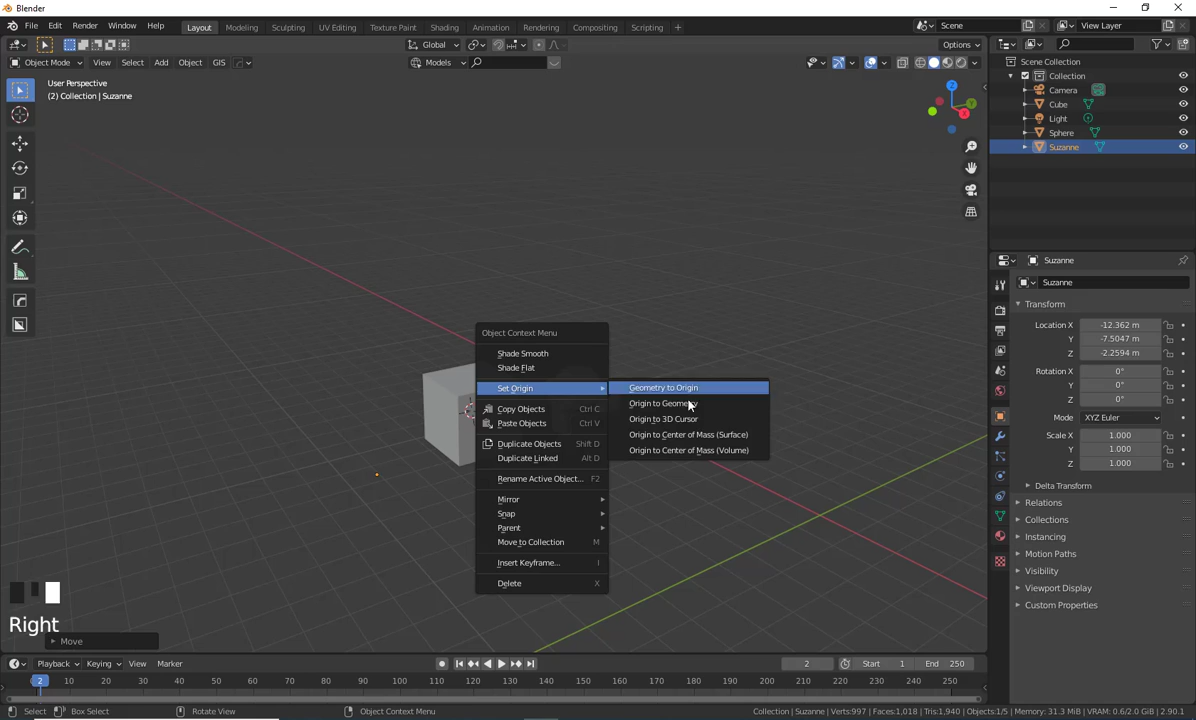 Blender
File Edit Render Window Help Layout Modeling Sculpting UV Editing Texture Paint Shading Animation Rendering Compositing Scripting + Scene View Layer
Global Options
Object Mode View Select Add Object GIS Models
User Perspective
(2) Collection | Suzanne
Z
Y
X
Scene Collection
Collection
Camera
Cube
Light
Sphere
Suzanne
Object Context Menu
Shade Smooth
Shade Flat
Set Origin
Copy Objects Ctrl C
Paste Objects Ctrl V
Duplicate Objects Shift D
Duplicate Linked Alt D
Rename Active Object... F2
Mirror
Snap
Parent
Move to Collection M
Insert Keyframe... I
Delete X
Geometry to Origin
Origin to Geometry
Origin to 3D Cursor
Origin to Center of Mass (Surface)
Origin to Center of Mass (Volume)
Suzanne
Suzanne
Transform
Location X -12.362 m
Y -7.5047 m
Z -2.2594 m
Rotation X 0°
Y 0°
Z 0°
Mode XYZ Euler
Scale X 1.000
Y 1.000
Z 1.000
Delta Transform
Relations
Collections
Instancing
Motion Paths
Visibility
Viewport Display
Custom Properties
Right
Move
Playback Keying View Marker 2 Start 1 End 250
2 10 20 30 40 50 60 70 80 90 100 110 120 130 140 150 160 170 180 190 200 210 220 230 240 250
Select Box Select Rotate View Object Context Menu Collection | Suzanne | Verts:997 | Faces:1,018 | Tris:1,940 | Objects:1/5 | Memory: 31.3 MiB | VRAM: 0.6/2.0 GiB | 2.90.1